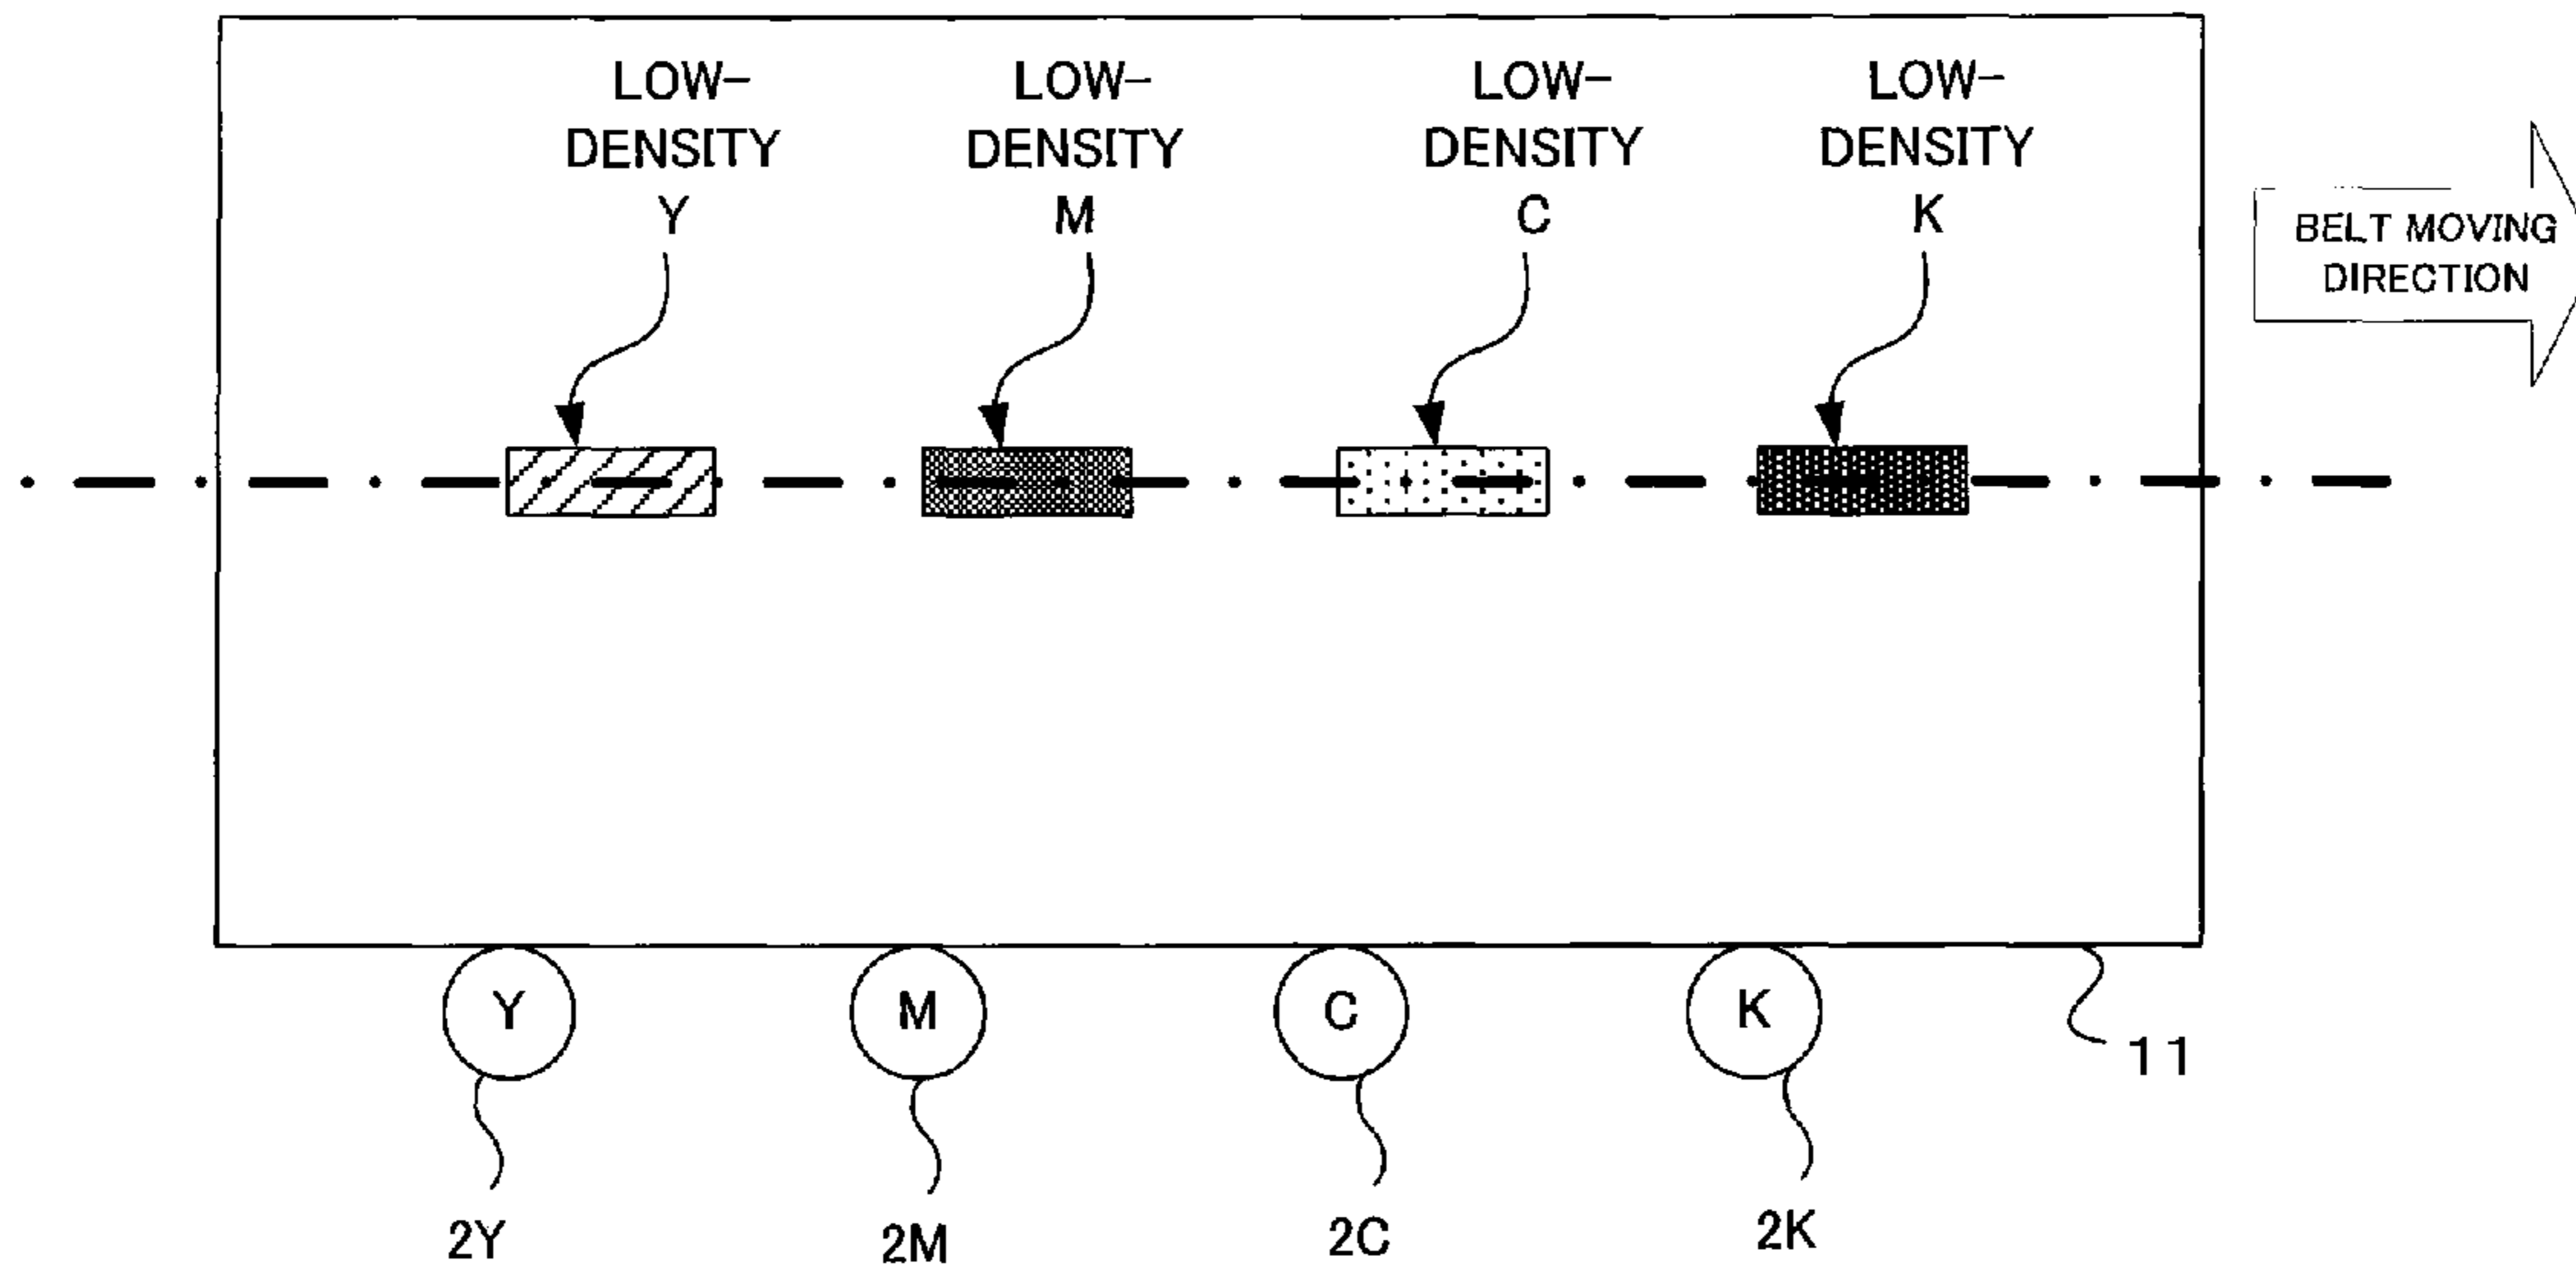 LOW-
DENSITY
Y
LOW-
DENSITY
M
LOW-
DENSITY
C
LOW-
DENSITY
K
BELT MOVING
DIRECTION
Y
M
C
K
11
2Y
2M
2C
2K